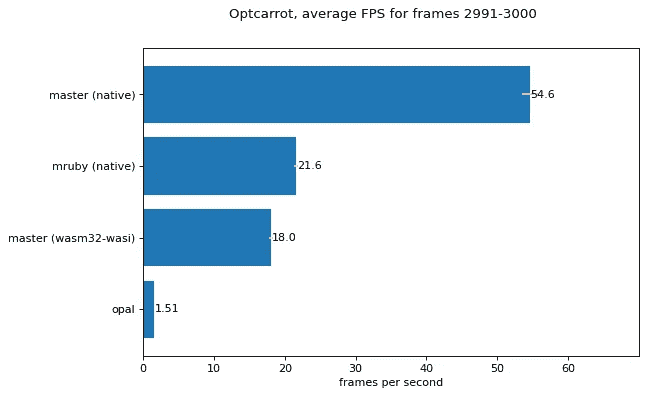 Optcarrot, average FPS for frames 2991-3000
master (native)
54.6
mruby (native)
21.6
master (wasm32-wasi)
18.0
opal
1.51
0 10 20 30 40 50 60
frames per second